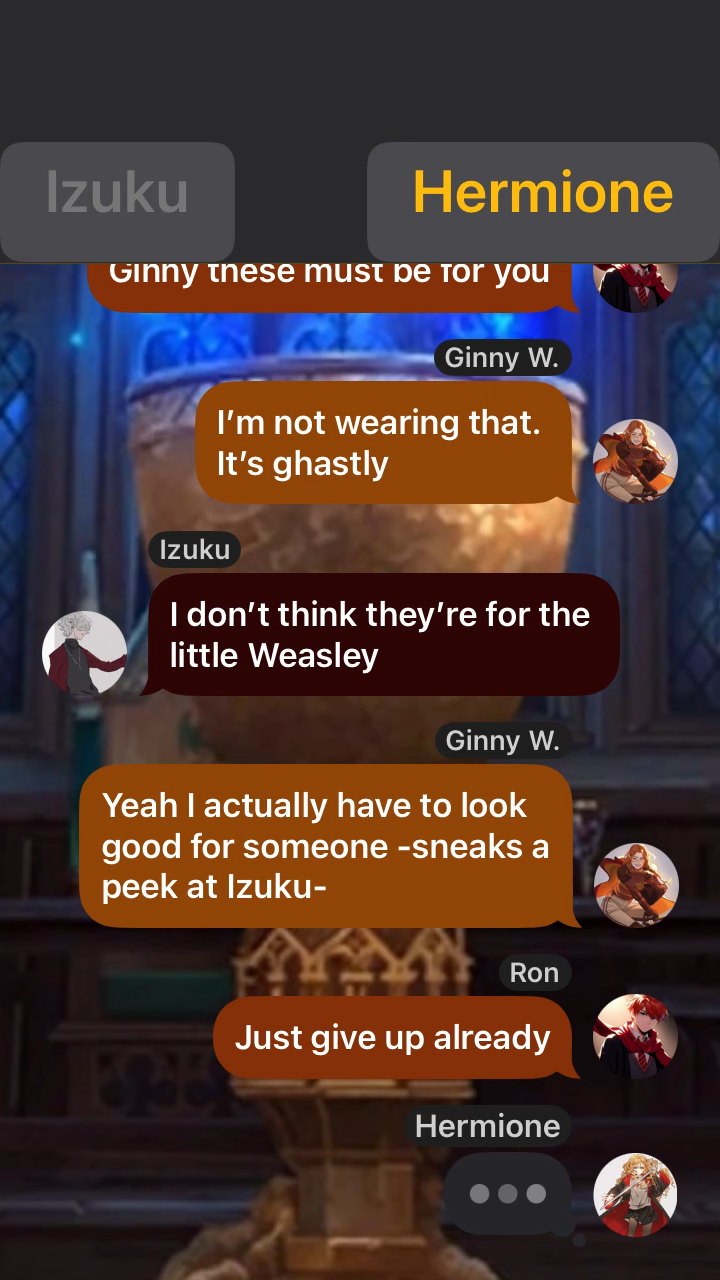 Izuku
Hermione
Ginny these must be for you
Ginny W.
I’m not wearing that.
It’s ghastly
Izuku
I don’t think they’re for the
little Weasley
Ginny W.
Yeah I actually have to look
good for someone -sneaks a
peek at Izuku-
Ron
Just give up already
Hermione